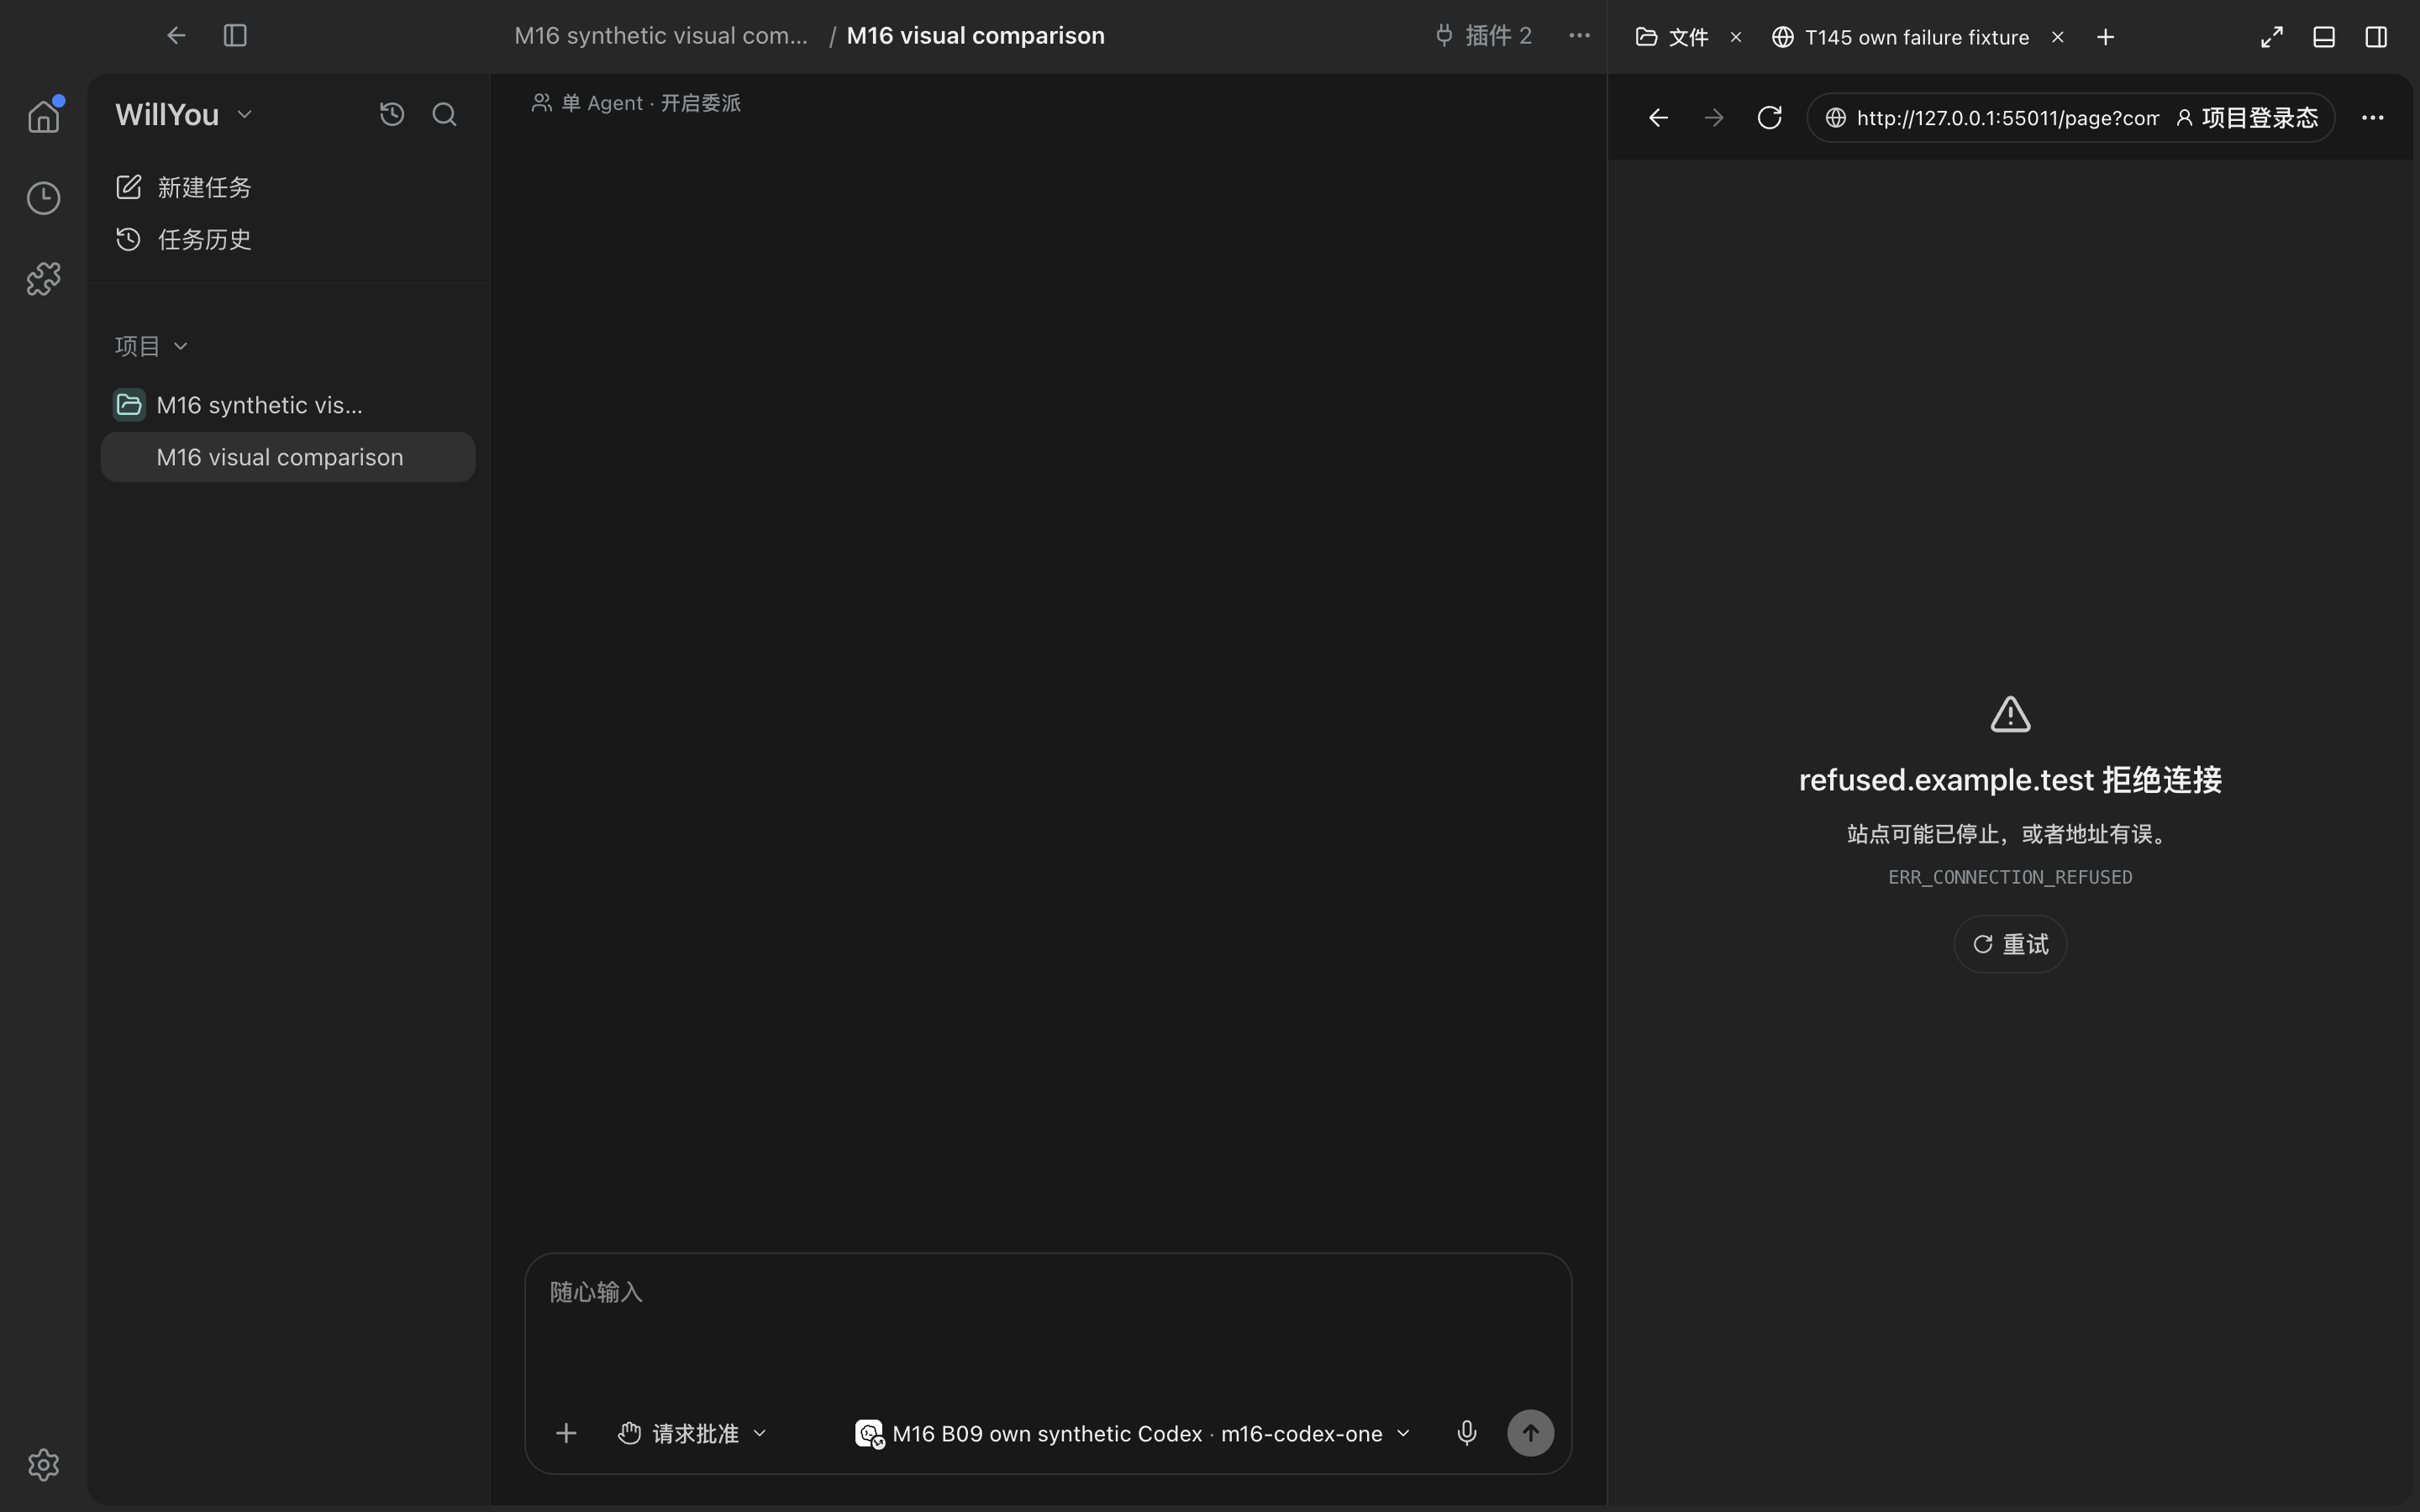 M16 synthetic visual com... / M16 visual comparison
插件 2
文件
T145 own failure fixture
WillYou
新建任务
任务历史
项目
M16 synthetic vis...
M16 visual comparison
单 Agent · 开启委派
随心输入
请求批准
M16 B09 own synthetic Codex · m16-codex-one
http://127.0.0.1:55011/page?com
项目登录态
refused.example.test 拒绝连接
站点可能已停止，或者地址有误。
ERR_CONNECTION_REFUSED
重试